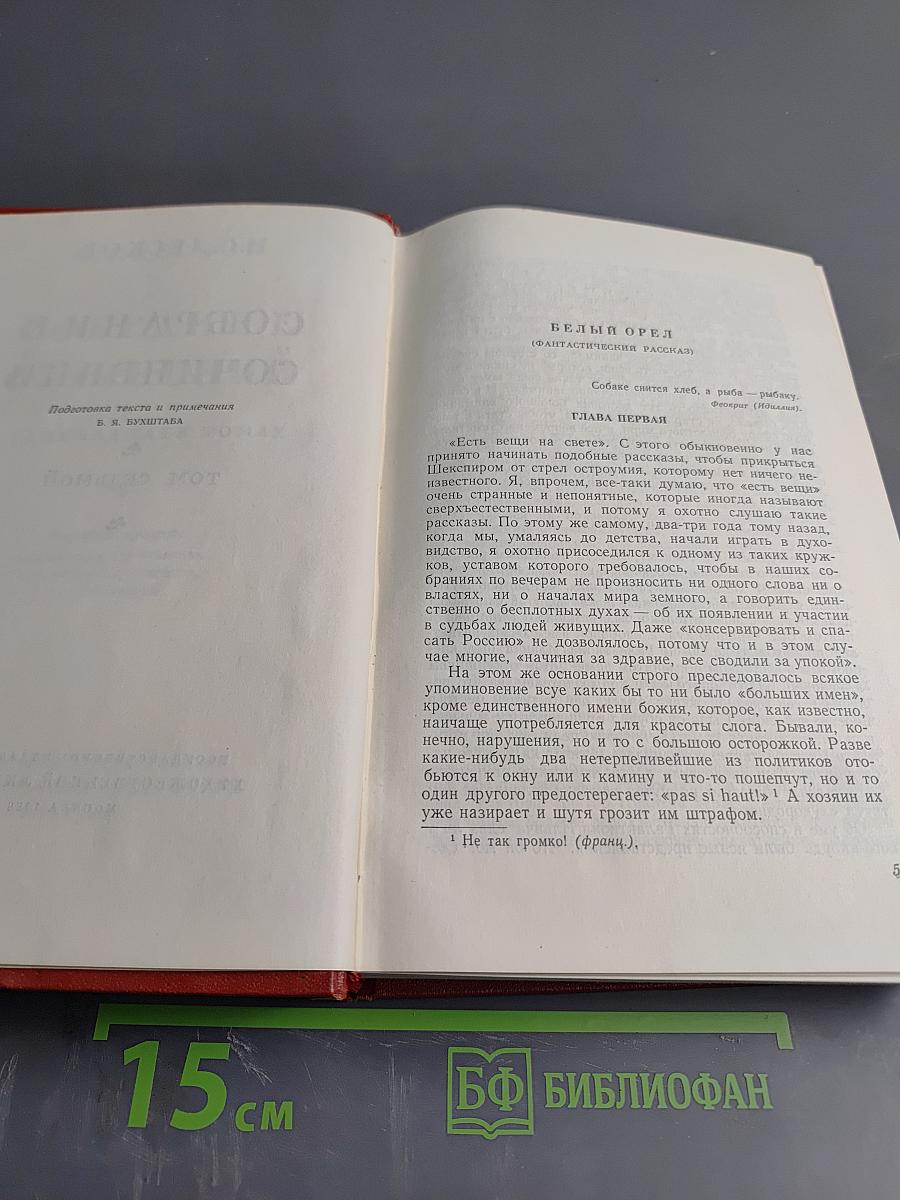 Подготовка текста и примечания
Б. Я. БУХШТАБА
БЕЛЫЙ ОРЕЛ
(ФАНТАСТИЧЕСКИЙ РАССКАЗ)
Собаке снится хлеб, а рыба — рыбаку.
Феокрит (Идиллия).
ГЛАВА ПЕРВАЯ
«Есть вещи на свете». С этого обыкновенно у нас
принято начинать подобные рассказы, чтобы прикрыться
Шекспиром от стрел остроумия, которому нет ничего не-
известного. Я, впрочем, все-таки думаю, что «есть вещи»
очень странные и непонятные, которые иногда называют
сверхъестественными, и потому я охотно слушаю такие
рассказы. По этому же самому, два-три года тому назад,
когда мы, умаляясь до детства, начали играть в духо-
видство, я охотно присоседился к одному из таких круж-
ков, уставом которого требовалось, чтобы в наших со-
браниях по вечерам не произносить ни одного слова ни о
властях, ни о началах мира земного, а говорить един-
ственно о бесплотных духах — об их появлении и участии
в судьбах людей живущих. Даже «консервировать и спа-
сать Россию» не дозволялось, потому что и в этом слу-
чае многие, «начиная за здравие, все сводили за упокой».
На этом же основании строго преследовалось всякое
упоминовение всуе каких бы то ни было «больших имен»,
кроме единственного имени божия, которое, как известно,
наичаще употребляется для красоты слога. Бывали, ко-
нечно, нарушения, но и то с большою осторожкой. Разве
какие-нибудь два нетерпеливейшие из политиков ото-
бьются к окну или к камину и что-то пошепчут, но и то
один другого предостерегает: «pas si haut!» ¹ А хозяин их
уже назирает и шутя грозит им штрафом.
¹ Не так громко! (франц.).
5
15 см
БФ БИБЛИОФАН